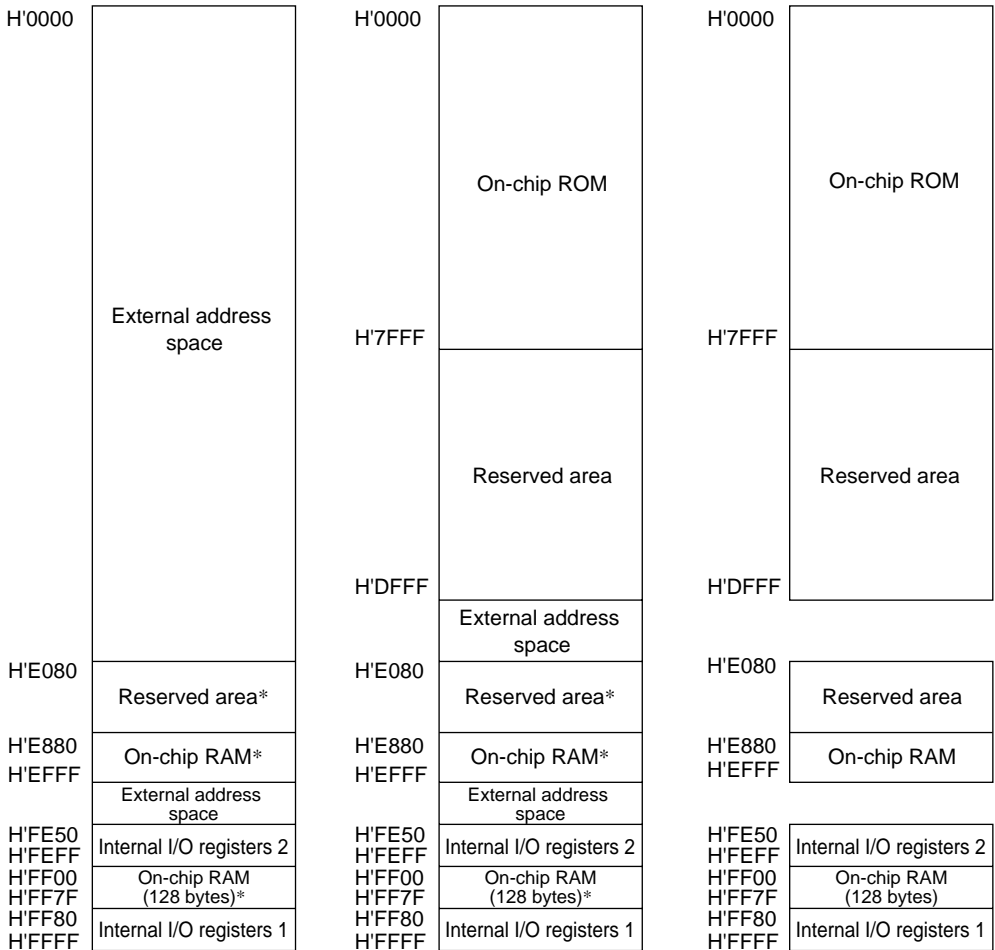 H'0000
External address
space
H'E080
Reserved area*
H'E880
On-chip RAM*
H'EFFF
External address
space
H'FE50
Internal I/O registers 2
H'FEFF
H'FF00
On-chip RAM
(128 bytes)*
H'FF7F
H'FF80
Internal I/O registers 1
H'FFFF
H'0000
On-chip ROM
H'7FFF
Reserved area
H'DFFF
External address
space
H'E080
Reserved area*
H'E880
On-chip RAM*
H'EFFF
External address
space
H'FE50
Internal I/O registers 2
H'FEFF
H'FF00
On-chip RAM
(128 bytes)*
H'FF7F
H'FF80
Internal I/O registers 1
H'FFFF
H'0000
On-chip ROM
H'7FFF
Reserved area
H'DFFF
H'E080
Reserved area
H'E880
On-chip RAM
H'EFFF
H'FE50
Internal I/O registers 2
H'FEFF
H'FF00
On-chip RAM
(128 bytes)
H'FF7F
H'FF80
Internal I/O registers 1
H'FFFF